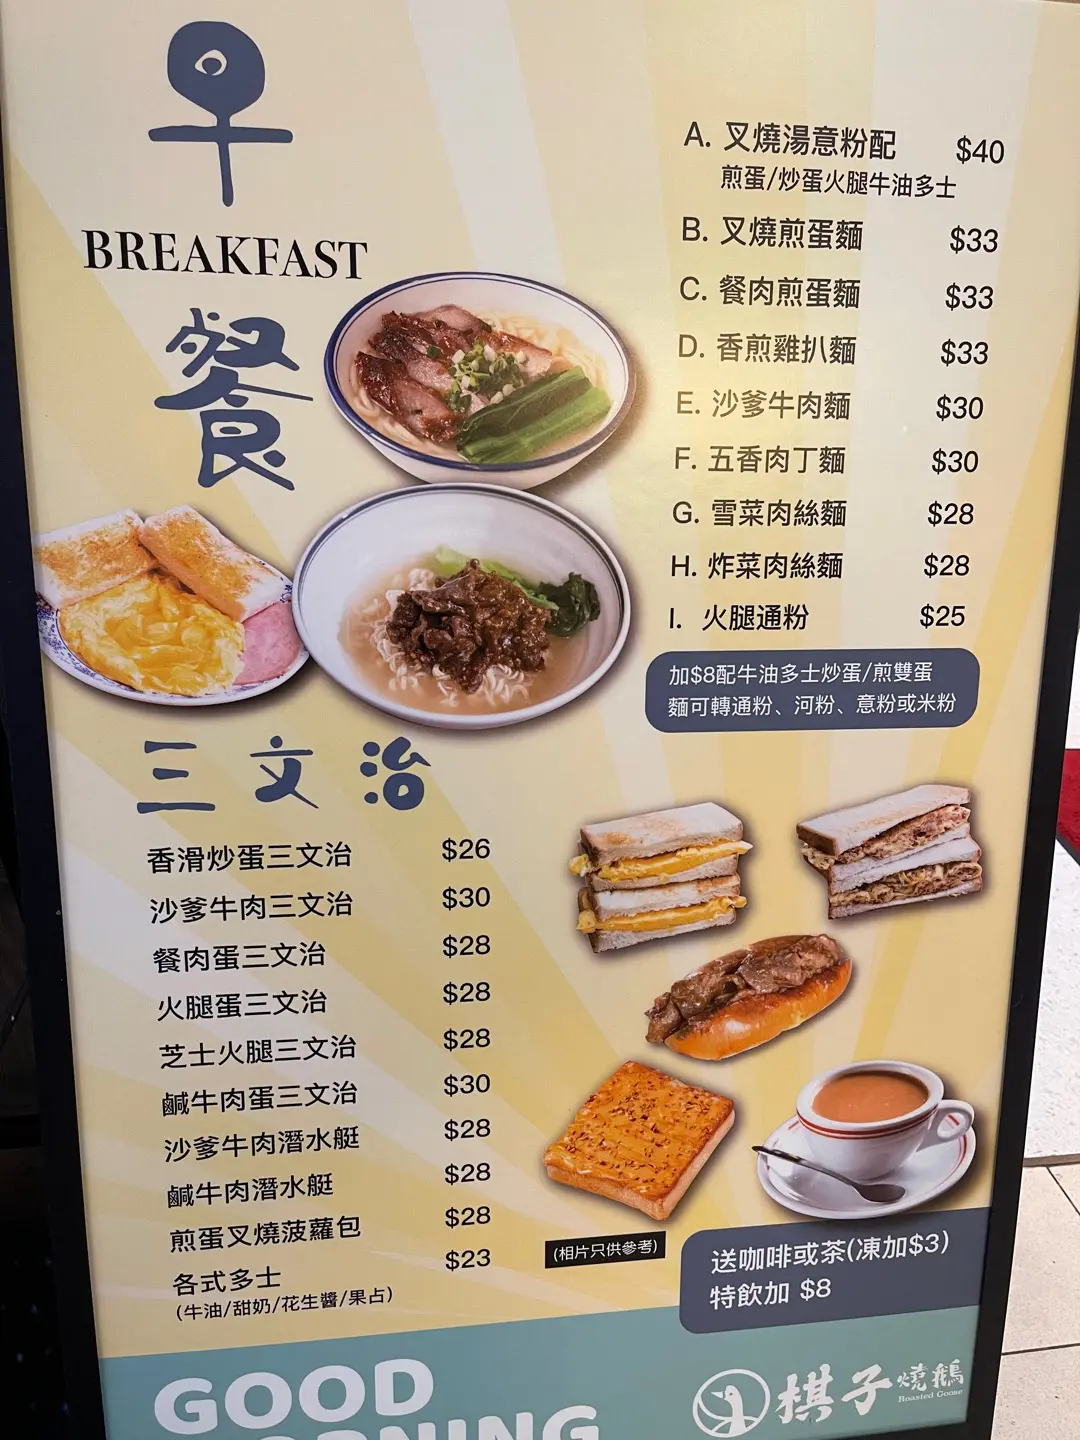 早
BREAKFAST
餐
A. 叉燒湯意粉配 $40
煎蛋/炒蛋火腿牛油多士
B. 叉燒煎蛋麵 $33
C. 餐肉煎蛋麵 $33
D. 香煎雞扒麵 $33
E. 沙爹牛肉麵 $30
F. 五香肉丁麵 $30
G. 雪菜肉絲麵 $28
H. 炸菜肉絲麵 $28
I. 火腿通粉 $25
加$8配牛油多士炒蛋/煎雙蛋
麵可轉通粉、河粉、意粉或米粉
三文治
香滑炒蛋三文治 $26
沙爹牛肉三文治 $30
餐肉蛋三文治 $28
火腿蛋三文治 $28
芝士火腿三文治 $28
鹹牛肉蛋三文治 $30
沙爹牛肉潛水艇 $28
鹹牛肉潛水艇 $28
煎蛋叉燒菠蘿包 $28
各式多士 $23
(牛油/甜奶/花生醬/果占)
(相片只供參考)
送咖啡或茶(凍加$3)
特飲加 $8
GOOD
MORNING
棋子燒鵝
Roasted Goose